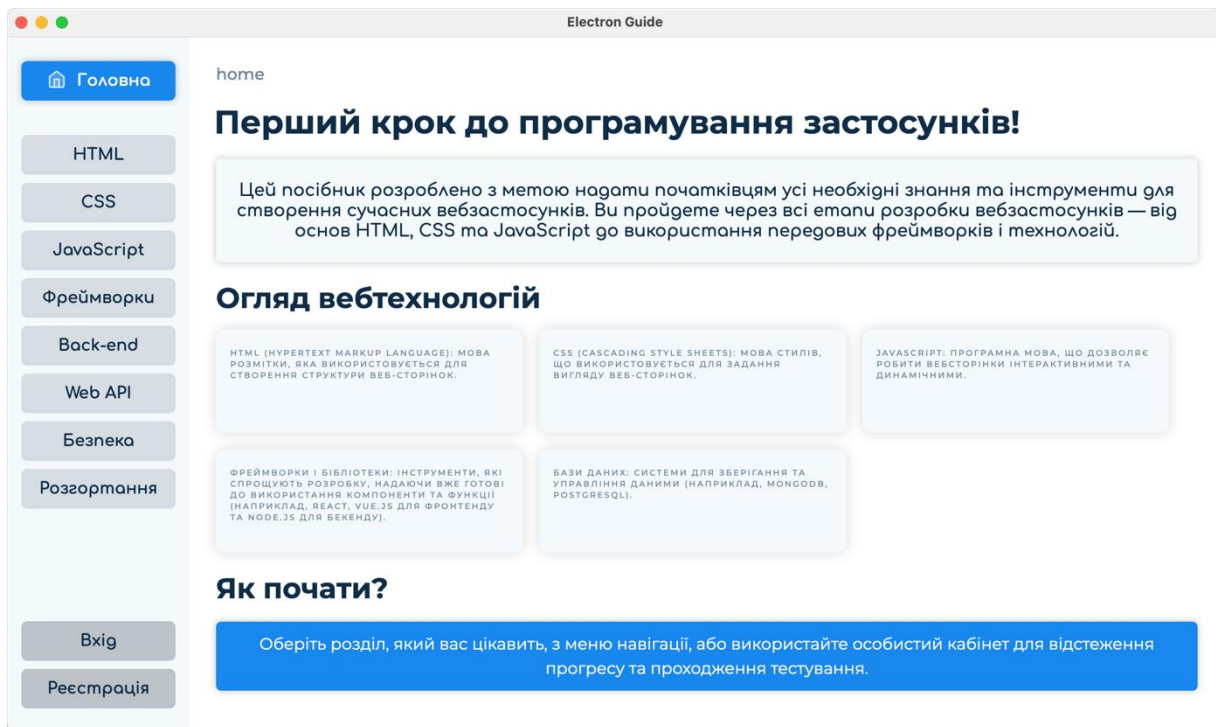 Electron Guide
Головна
HTML
CSS
JavaScript
Фреймворки
Back-end
Web API
Безпека
Розгортання
Вхід
Реєстрація
home
Перший крок до програмування застосунків!
Цей посібник розроблено з метою надати початківцям усі необхідні знання та інструменти для
створення сучасних вебзастосунків. Ви пройдете через всі етапи розробки вебзастосунків — від
основ HTML, CSS та JavaScript до використання передових фреймворків і технологій.
Огляд вебтехнологій
HTML (HYPERTEXT MARKUP LANGUAGE): МОВА
РОЗМІТКИ, ЯКА ВИКОРИСТОВУЄТЬСЯ ДЛЯ
СТВОРЕННЯ СТРУКТУРИ ВЕБ-СТОРІНОК.
CSS (CASCADING STYLE SHEETS): МОВА СТИЛІВ,
ЩО ВИКОРИСТОВУЄТЬСЯ ДЛЯ ЗАДАННЯ
ВИГЛЯДУ ВЕБ-СТОРІНОК.
JAVASCRIPT: ПРОГРАМНА МОВА, ЩО ДОЗВОЛЯЄ
РОБИТИ ВЕБСТОРІНКИ ІНТЕРАКТИВНИМИ ТА
ДИНАМІЧНИМИ.
ФРЕЙМВОРКИ І БІБЛІОТЕКИ: ІНСТРУМЕНТИ, ЯКІ
СПРОЩУЮТЬ РОЗРОБКУ, НАДАЮЧИ ВЖЕ ГОТОВІ
ДО ВИКОРИСТАННЯ КОМПОНЕНТИ ТА ФУНКЦІЇ
(НАПРИКЛАД, REACT, VUE.JS ДЛЯ ФРОНТЕНДУ
ТА NODE.JS ДЛЯ БЕКЕНДУ).
БАЗИ ДАНИХ: СИСТЕМИ ДЛЯ ЗБЕРІГАННЯ ТА
УПРАВЛІННЯ ДАНИМИ (НАПРИКЛАД, MONGODB,
POSTGRESQL).
Як почати?
Оберіть розділ, який вас цікавить, з меню навігації, або використайте особистий кабінет для відстеження
прогресу та проходження тестування.